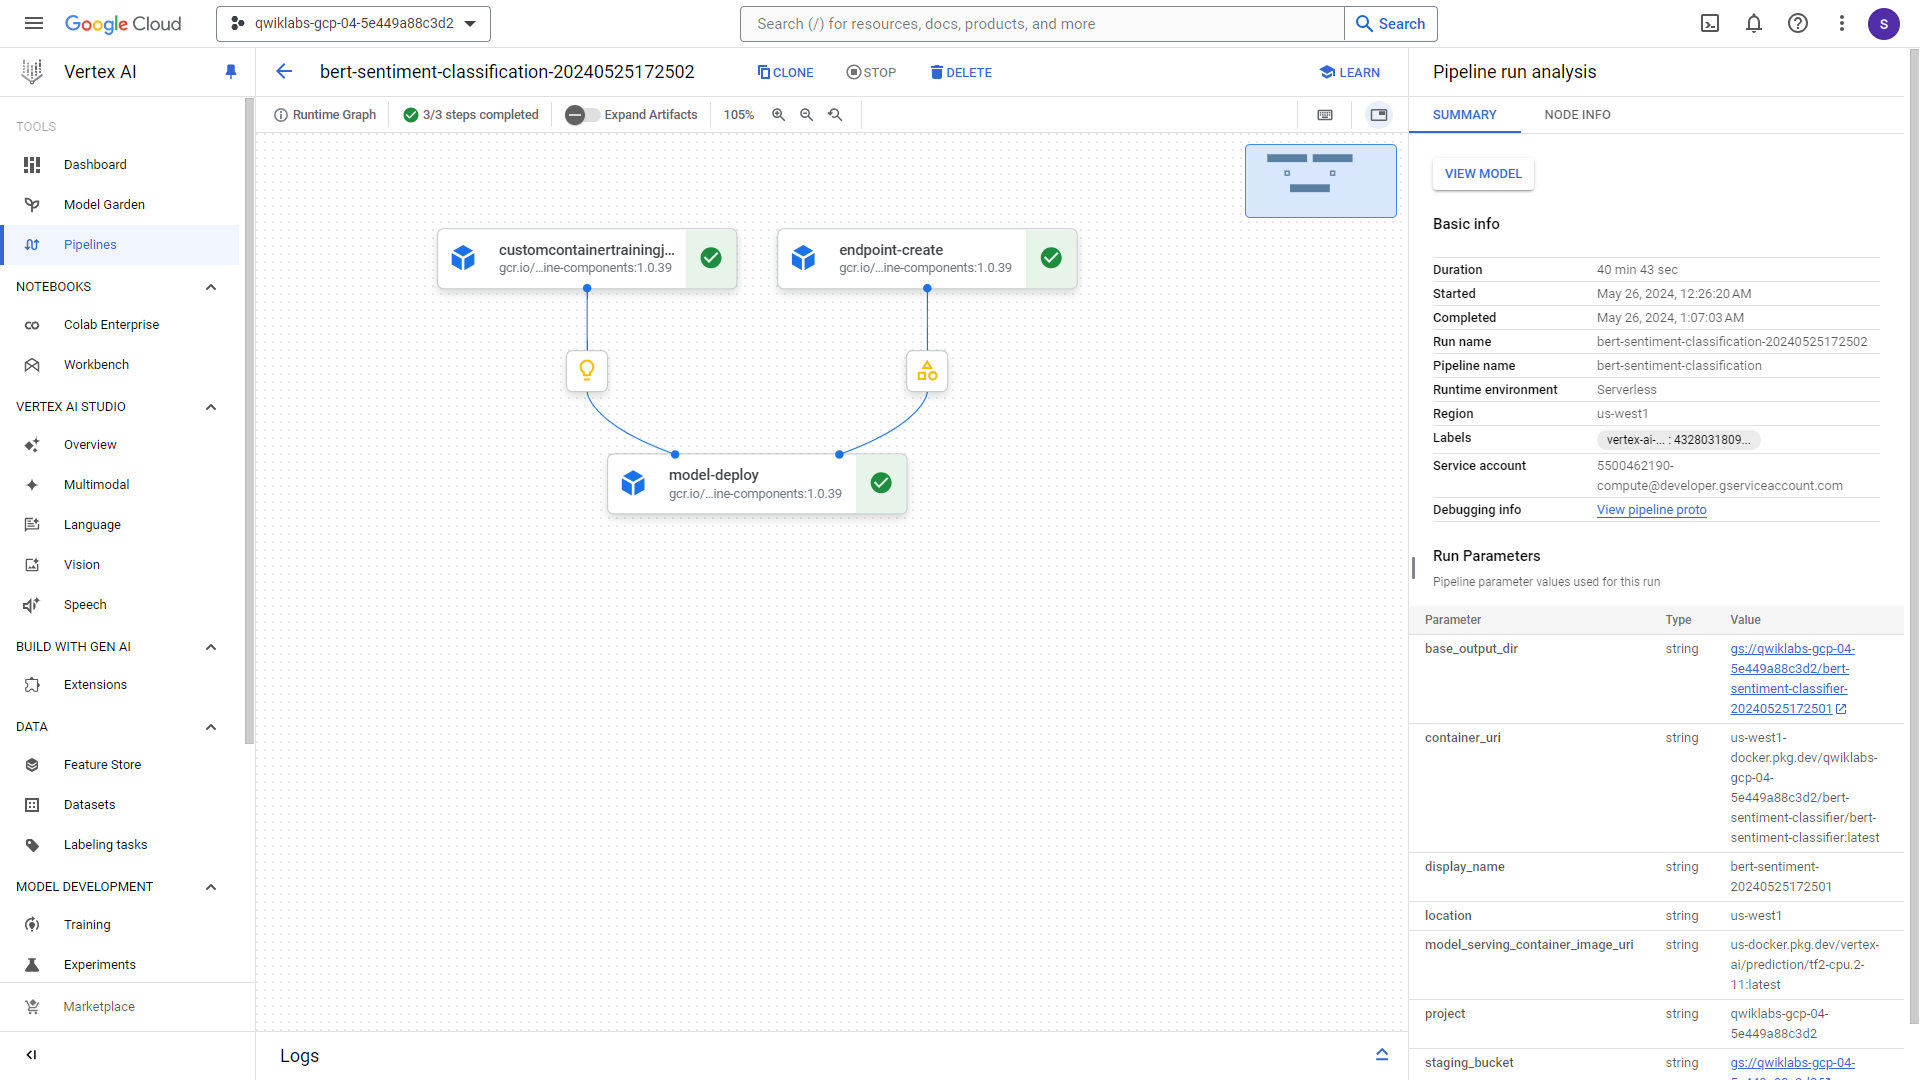 Google Cloud
qwiklabs-gcp-04-5e449a88c3d2
Search (/) for resources, docs, products, and more
Search
S
Vertex AI
bert-sentiment-classification-20240525172502
CLONE
STOP
DELETE
LEARN
Pipeline run analysis
Runtime Graph
3/3 steps completed
Expand Artifacts
105%
SUMMARY
NODE INFO
TOOLS
Dashboard
Model Garden
Pipelines
NOTEBOOKS
Colab Enterprise
Workbench
VERTEX AI STUDIO
Overview
Multimodal
Language
Vision
Speech
BUILD WITH GEN AI
Extensions
DATA
Feature Store
Datasets
Labeling tasks
MODEL DEVELOPMENT
Training
Experiments
Marketplace
customcontainertrainingj...
gcr.io/...ine-components:1.0.39
endpoint-create
gcr.io/...ine-components:1.0.39
model-deploy
gcr.io/...ine-components:1.0.39
Logs
VIEW MODEL
Basic info
Duration 40 min 43 sec
Started May 26, 2024, 12:26:20 AM
Completed May 26, 2024, 1:07:03 AM
Run name bert-sentiment-classification-20240525172502
Pipeline name bert-sentiment-classification
Runtime environment Serverless
Region us-west1
Labels vertex-ai-... : 4328031809...
Service account 5500462190-
compute@developer.gserviceaccount.com
Debugging info View pipeline proto
Run Parameters
Pipeline parameter values used for this run
Parameter Type Value
base_output_dir string gs://qwiklabs-gcp-04-
5e449a88c3d2/bert-
sentiment-classifier-
20240525172501
container_uri string us-west1-
docker.pkg.dev/qwiklabs-
gcp-04-
5e449a88c3d2/bert-
sentiment-classifier/bert-
sentiment-classifier:latest
display_name string bert-sentiment-
20240525172501
location string us-west1
model_serving_container_image_uri string us-docker.pkg.dev/vertex-
ai/prediction/tf2-cpu.2-
11:latest
project string qwiklabs-gcp-04-
5e449a88c3d2
staging_bucket string gs://qwiklabs-gcp-04-